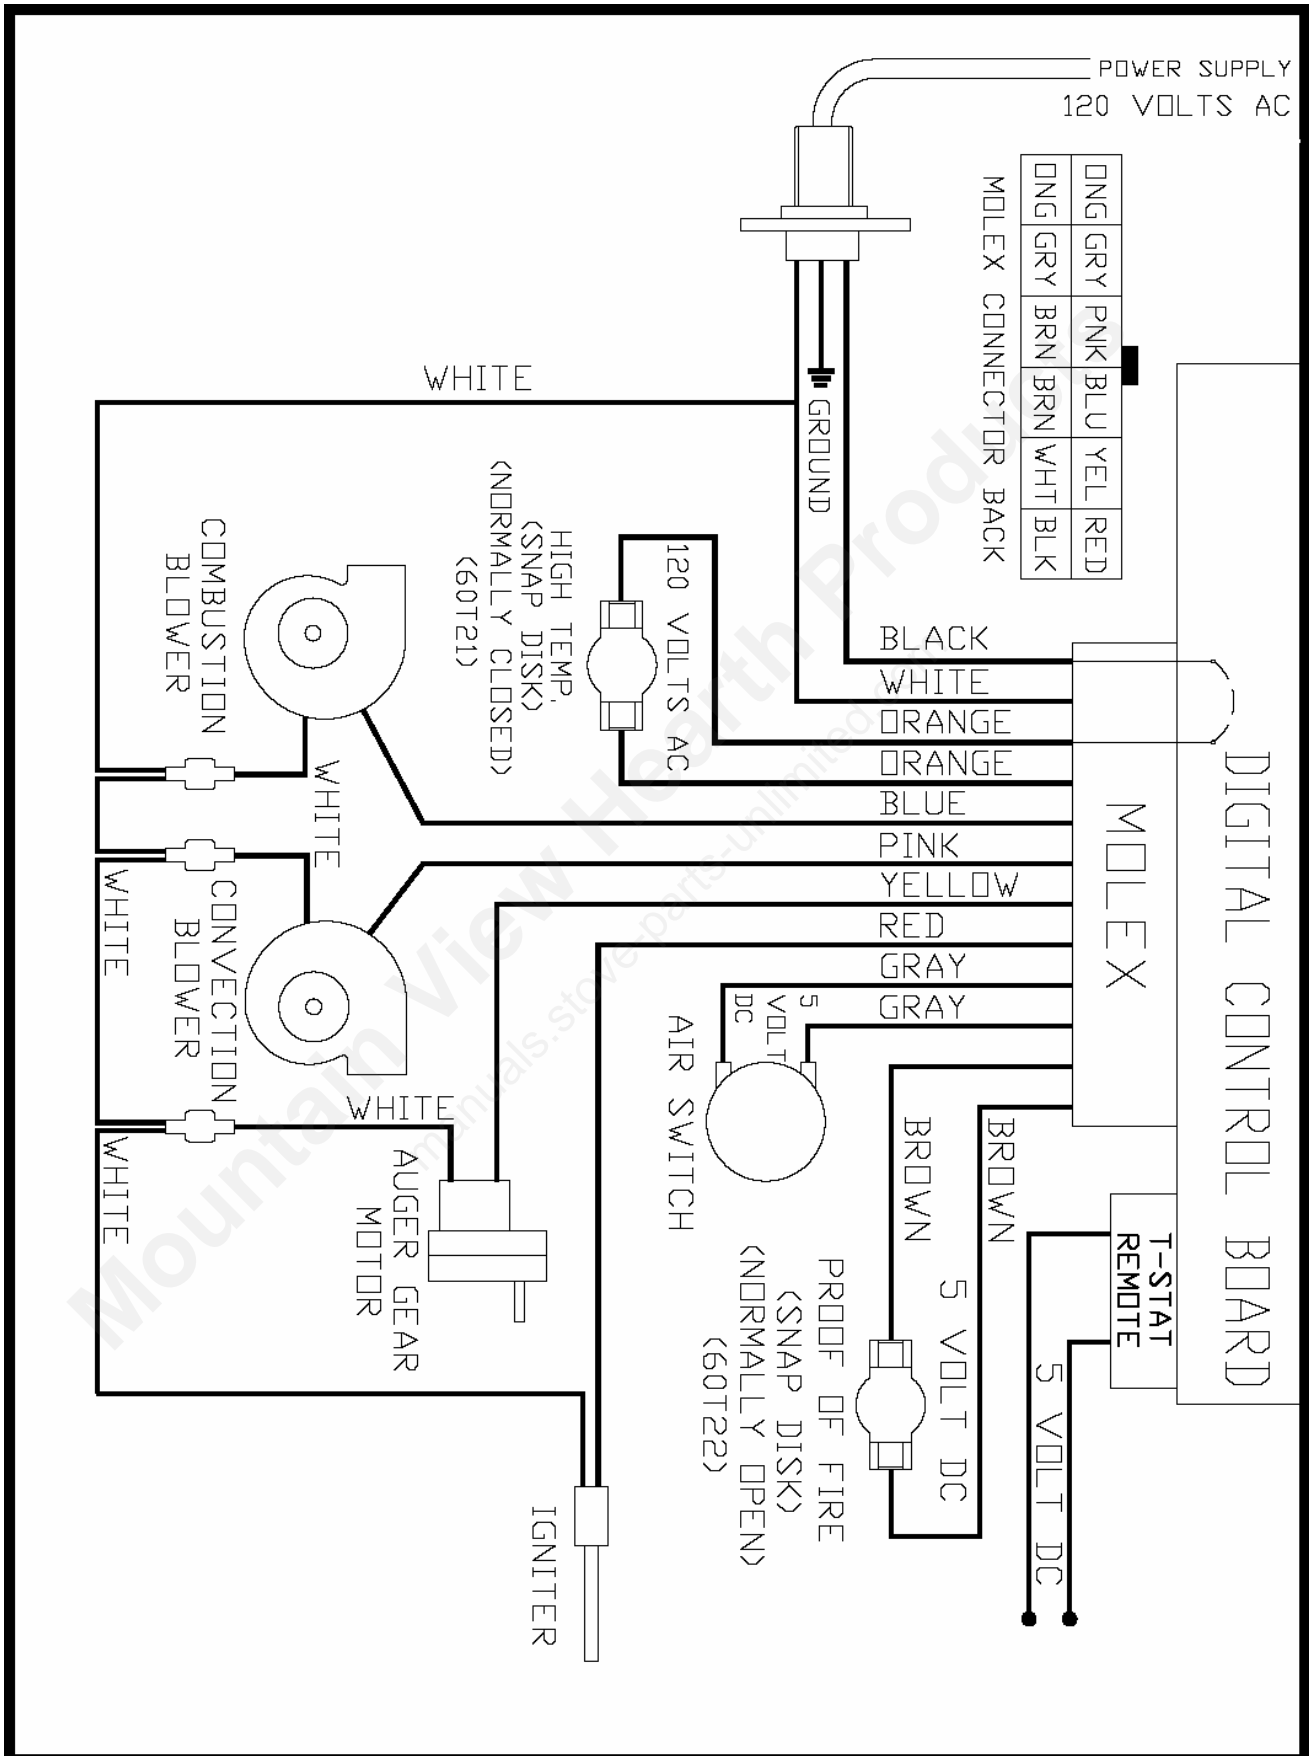 POWER SUPPLY
120 VOLTS AC
ONG GRY PNK BLU YEL RED
ONG GRY BRN BRN WHT BLK
MOLEX CONNECTOR BACK
GROUND
WHITE
COMBUSTION
BLOWER
HIGH TEMP.
(SNAP DISK)
(NORMALLY CLOSED)
(60T21)
120 VOLTS AC
BLACK
WHITE
ORANGE
ORANGE
BLUE
PINK
YELLOW
RED
GRAY
GRAY
MOLEX
DIGITAL CONTROL BOARD
WHITE
WHITE
CONVECTION
BLOWER
5
VOLT
DC
AIR SWITCH
WHITE
WHITE
AUGER GEAR
MOTOR
BROWN
BROWN
T-STAT
REMOTE
5 VOLT DC
5 VOLT DC
PROOF OF FIRE
(SNAP DISK)
(NORMALLY OPEN)
(60T22)
IGNITER
Mountain View Hearth Products
manuals.stove-parts-unlimited.com